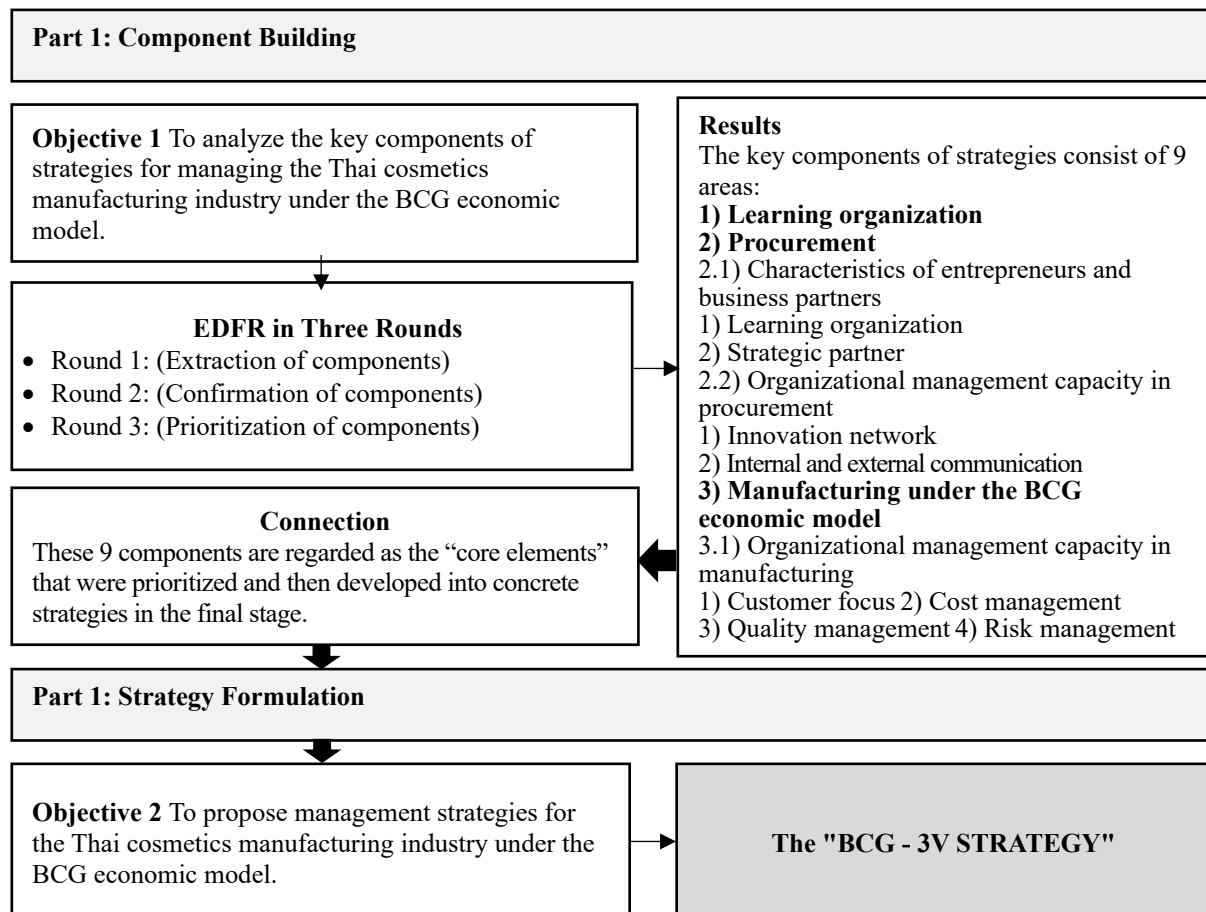 Part 1: Component Building
Objective 1 To analyze the key components of
strategies for managing the Thai cosmetics
manufacturing industry under the BCG economic
model.
EDFR in Three Rounds
• Round 1: (Extraction of components)
• Round 2: (Confirmation of components)
• Round 3: (Prioritization of components)
Results
The key components of strategies consist of 9
areas:
1) Learning organization
2) Procurement
2.1) Characteristics of entrepreneurs and
business partners
1) Learning organization
2) Strategic partner
2.2) Organizational management capacity in
procurement
1) Innovation network
2) Internal and external communication
3) Manufacturing under the BCG
economic model
3.1) Organizational management capacity in
manufacturing
1) Customer focus 2) Cost management
3) Quality management 4) Risk management
Connection
These 9 components are regarded as the “core elements”
that were prioritized and then developed into concrete
strategies in the final stage.
Part 1: Strategy Formulation
Objective 2 To propose management strategies for
the Thai cosmetics manufacturing industry under the
BCG economic model.
The "BCG - 3V STRATEGY"